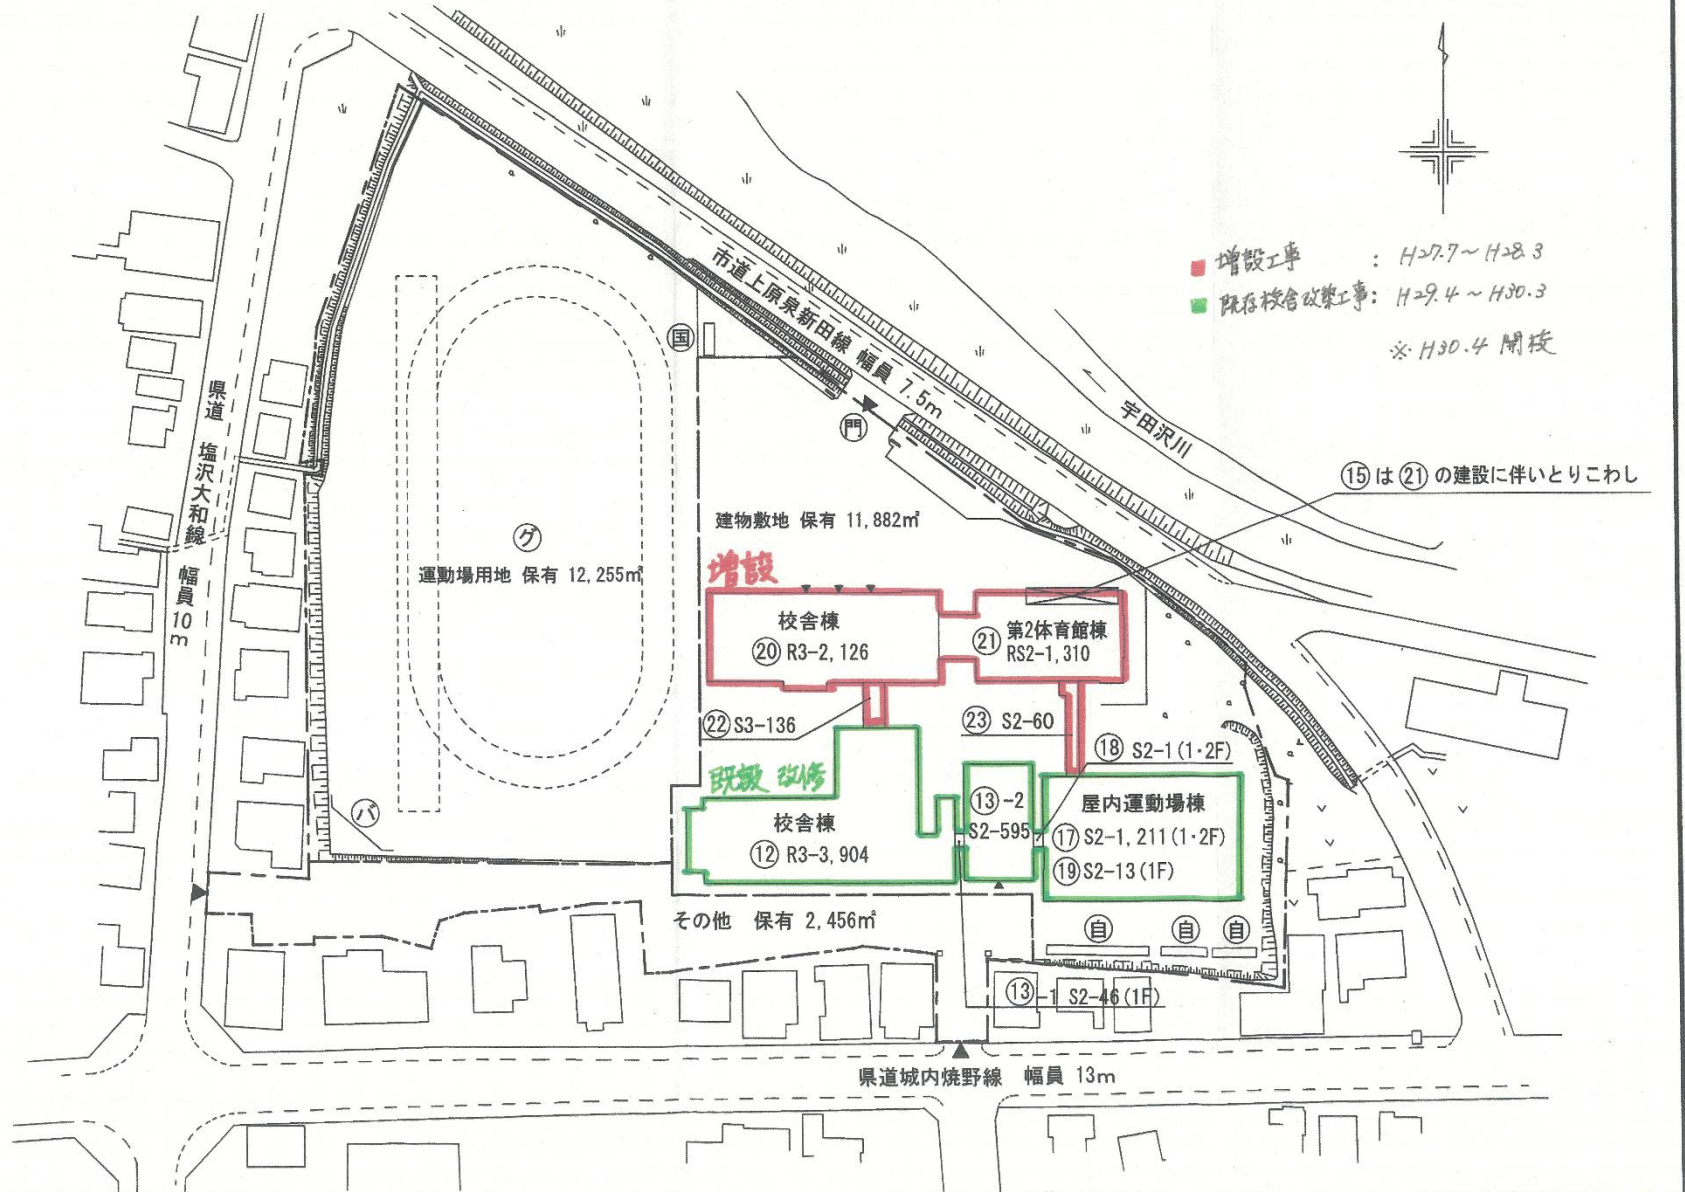 増設工事 : H27.7～H28.3
既存校舎改築工事: H29.4～H30.3
※H30.4 開校
市道上原泉新田線 幅員 7.5m
宇田沢川
国
門
⑮は㉑の建設に伴いとりこわし
県道 塩沢大和線 幅員10m
建物敷地 保有 11,882㎡
グ
運動場用地 保有 12,255㎡
増設
校舎棟
⑳ R3-2,126
㉑ 第2体育館棟
RS2-1,310
㉒ S3-136
㉓ S2-60
⑱ S2-1(1・2F)
既設 改修
校舎棟
⑫ R3-3,904
⑬-2
S2-595
屋内運動場棟
⑰ S2-1,211(1・2F)
⑲ S2-13(1F)
バ
その他 保有 2,456㎡
自 自 自
⑬-1 S2-46(1F)
県道城内焼野線 幅員 13m